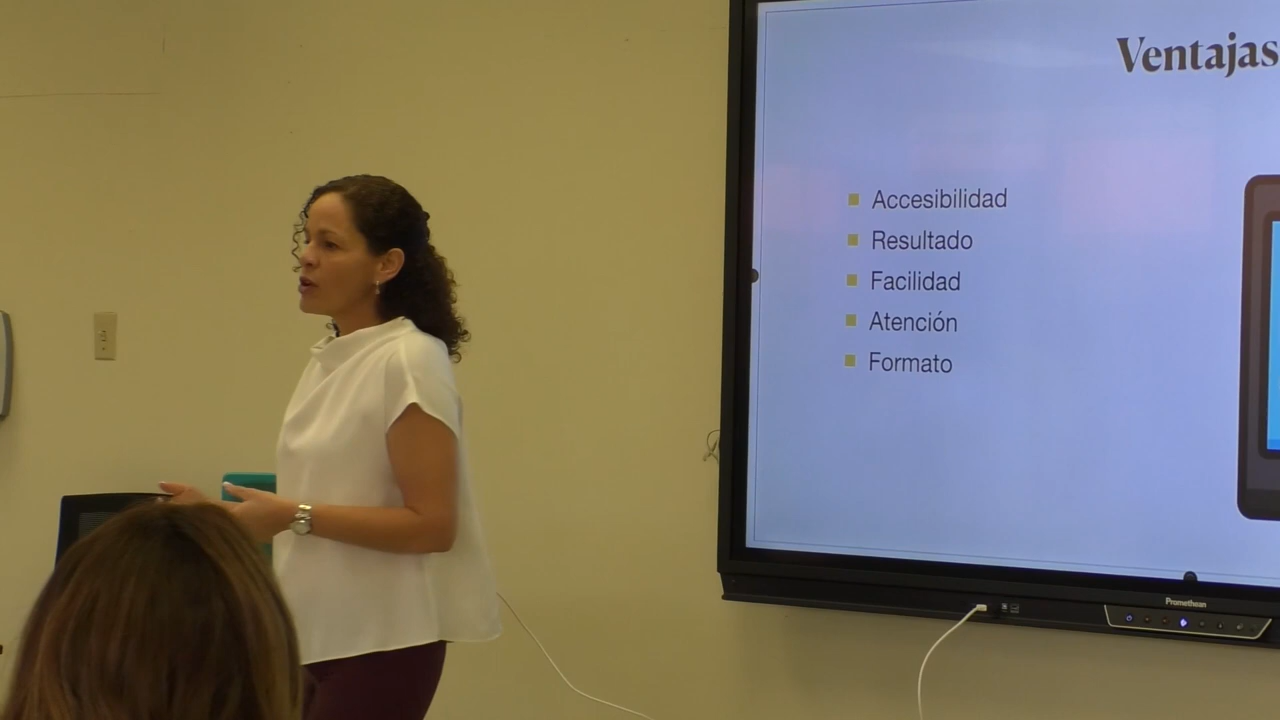 Ventajas
Accesibilidad
Resultado
Facilidad
Atención
Formato
Promethean